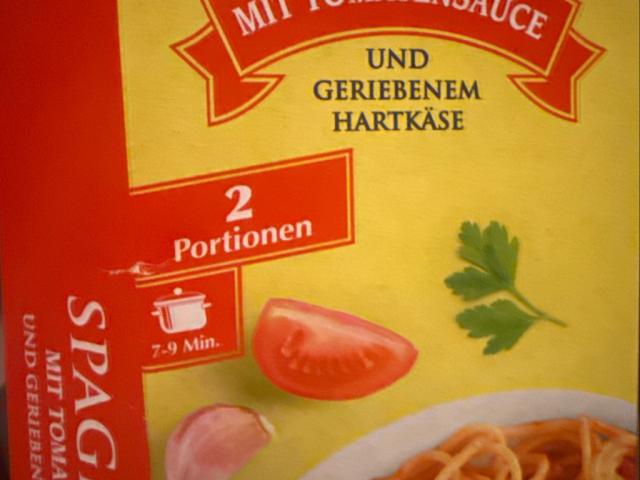 MIT TOMATENSAUCE
UND
GERIEBENEM
HARTKÄSE
2
Portionen
7-9 Min.
SPAG
MIT TOMA
UND GERIEBEN